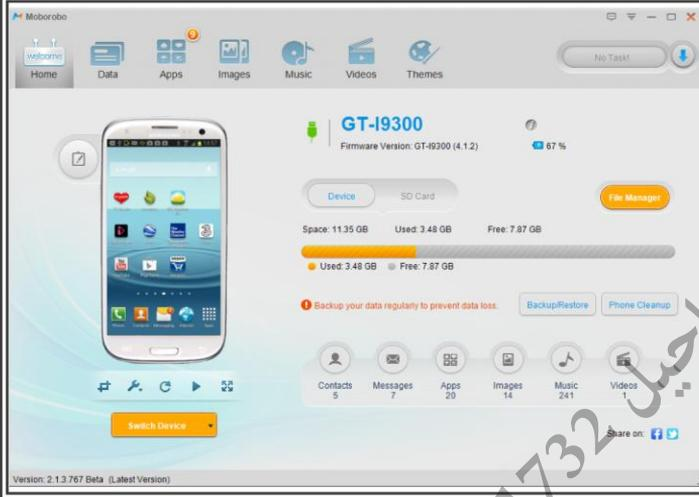 Moborobo
welcome
9
Home Data Apps Images Music Videos Themes
No Task!
GT-I9300
Firmware Version: GT-I9300 (4.1.2)
67 %
Device SD Card
File Manager
Space: 11.35 GB Used: 3.48 GB Free: 7.87 GB
Used: 3.48 GB Free: 7.87 GB
Backup your data regularly to prevent data loss.
Backup/Restore Phone Cleanup
Contacts Messages Apps Images Music Videos
5 7 20 14 241 1
Switch Device
Share on:
Version: 2.1.3.767 Beta (Latest Version)
1732